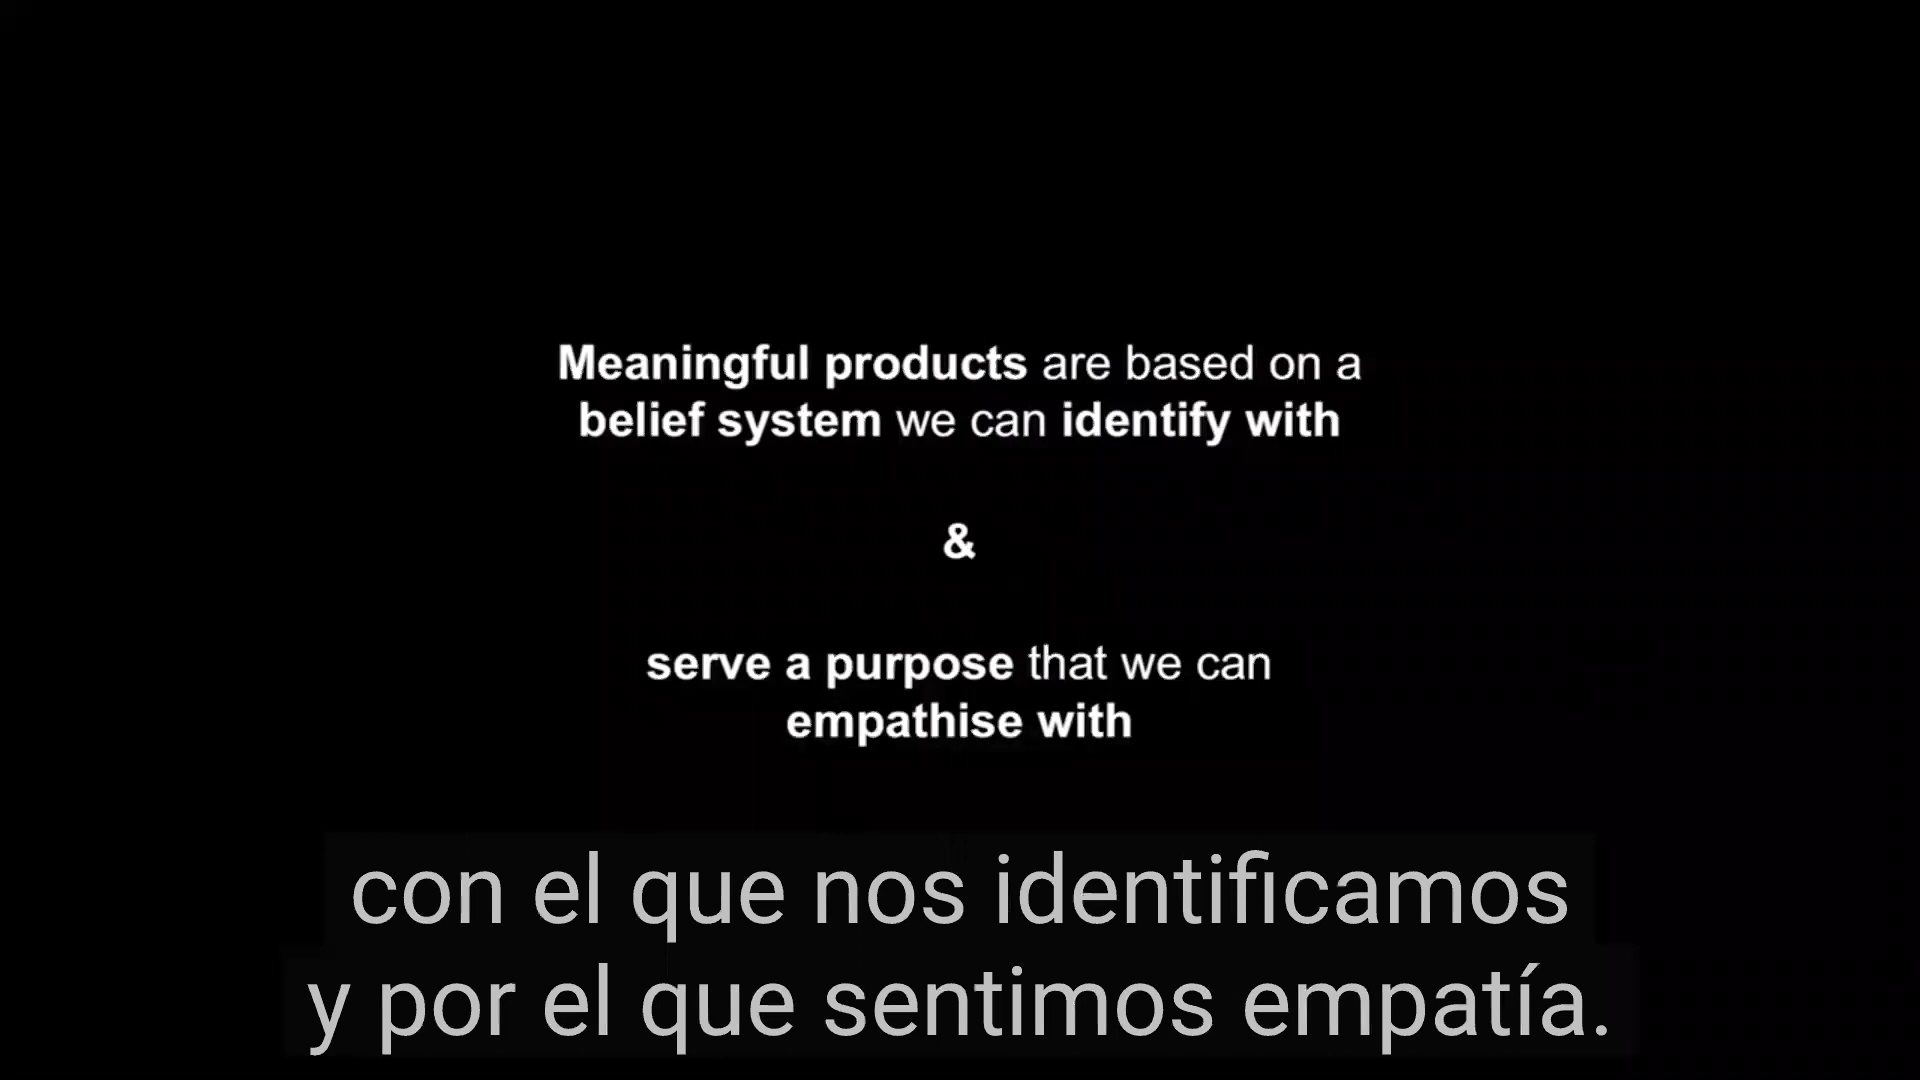 Meaningful products are based on a
belief system we can identify with
&
serve a purpose that we can
empathise with
con el que nos identificamos
y por el que sentimos empatía.